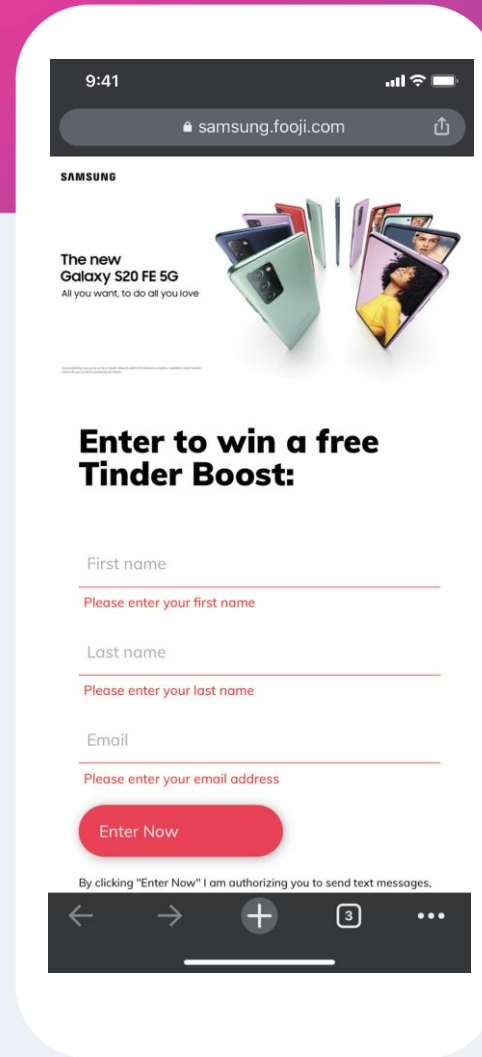 9:41
samsung.fooji.com
SAMSUNG
The new
Galaxy S20 FE 5G
All you want, to do all you love
Enter to win a free
Tinder Boost:
First name
Please enter your first name
Last name
Please enter your last name
Email
Please enter your email address
Enter Now
By clicking "Enter Now" I am authorizing you to send text messages,
3